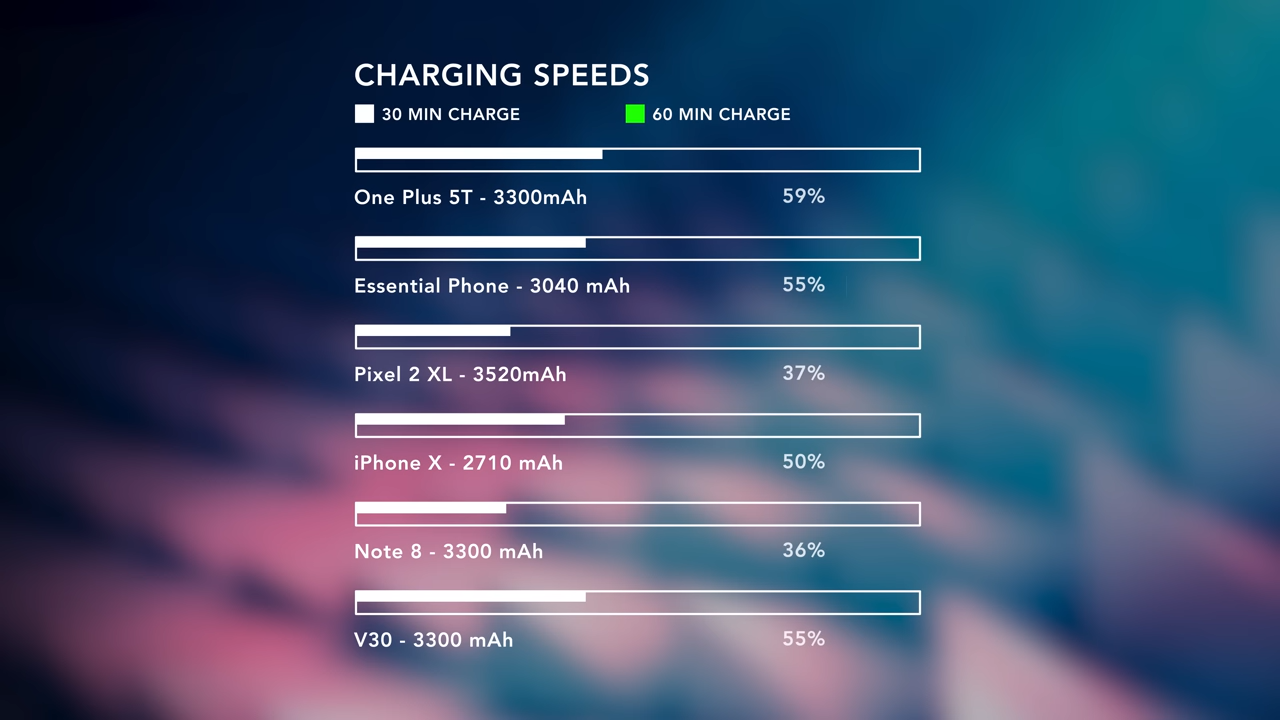 CHARGING SPEEDS
30 MIN CHARGE 60 MIN CHARGE
One Plus 5T - 3300mAh 59%
Essential Phone - 3040 mAh 55%
Pixel 2 XL - 3520mAh 37%
iPhone X - 2710 mAh 50%
Note 8 - 3300 mAh 36%
V30 - 3300 mAh 55%